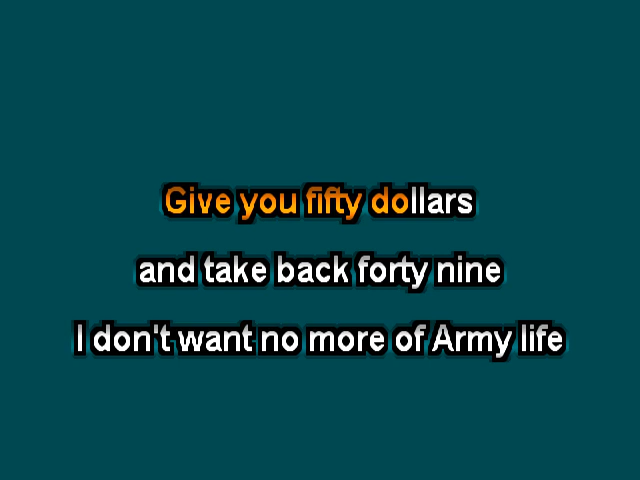 Give you fifty dollars
and take back forty nine
I don't want no more of Army life